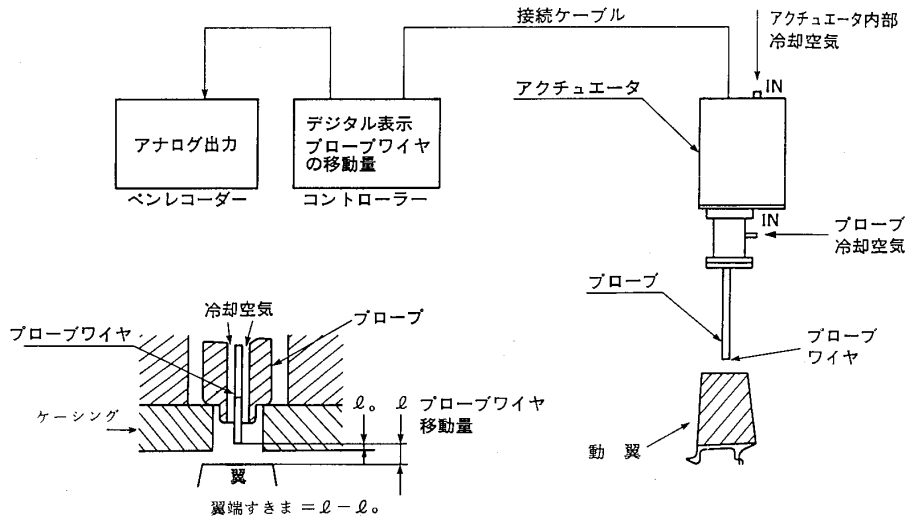 接続ケーブル
アクチュエータ内部
冷却空気
IN
アクチュエータ
アナログ出力
ペンレコーダー
デジタル表示
プローブワイヤ
の移動量
コントローラー
IN
プローブ
冷却空気
プローブ
プローブ
ワイヤ
動 翼
冷却空気
プローブワイヤ
プローブ
ケーシング
ℓ₀
ℓ
プローブワイヤ
移動量
翼
翼端すきま＝ℓ－ℓ₀